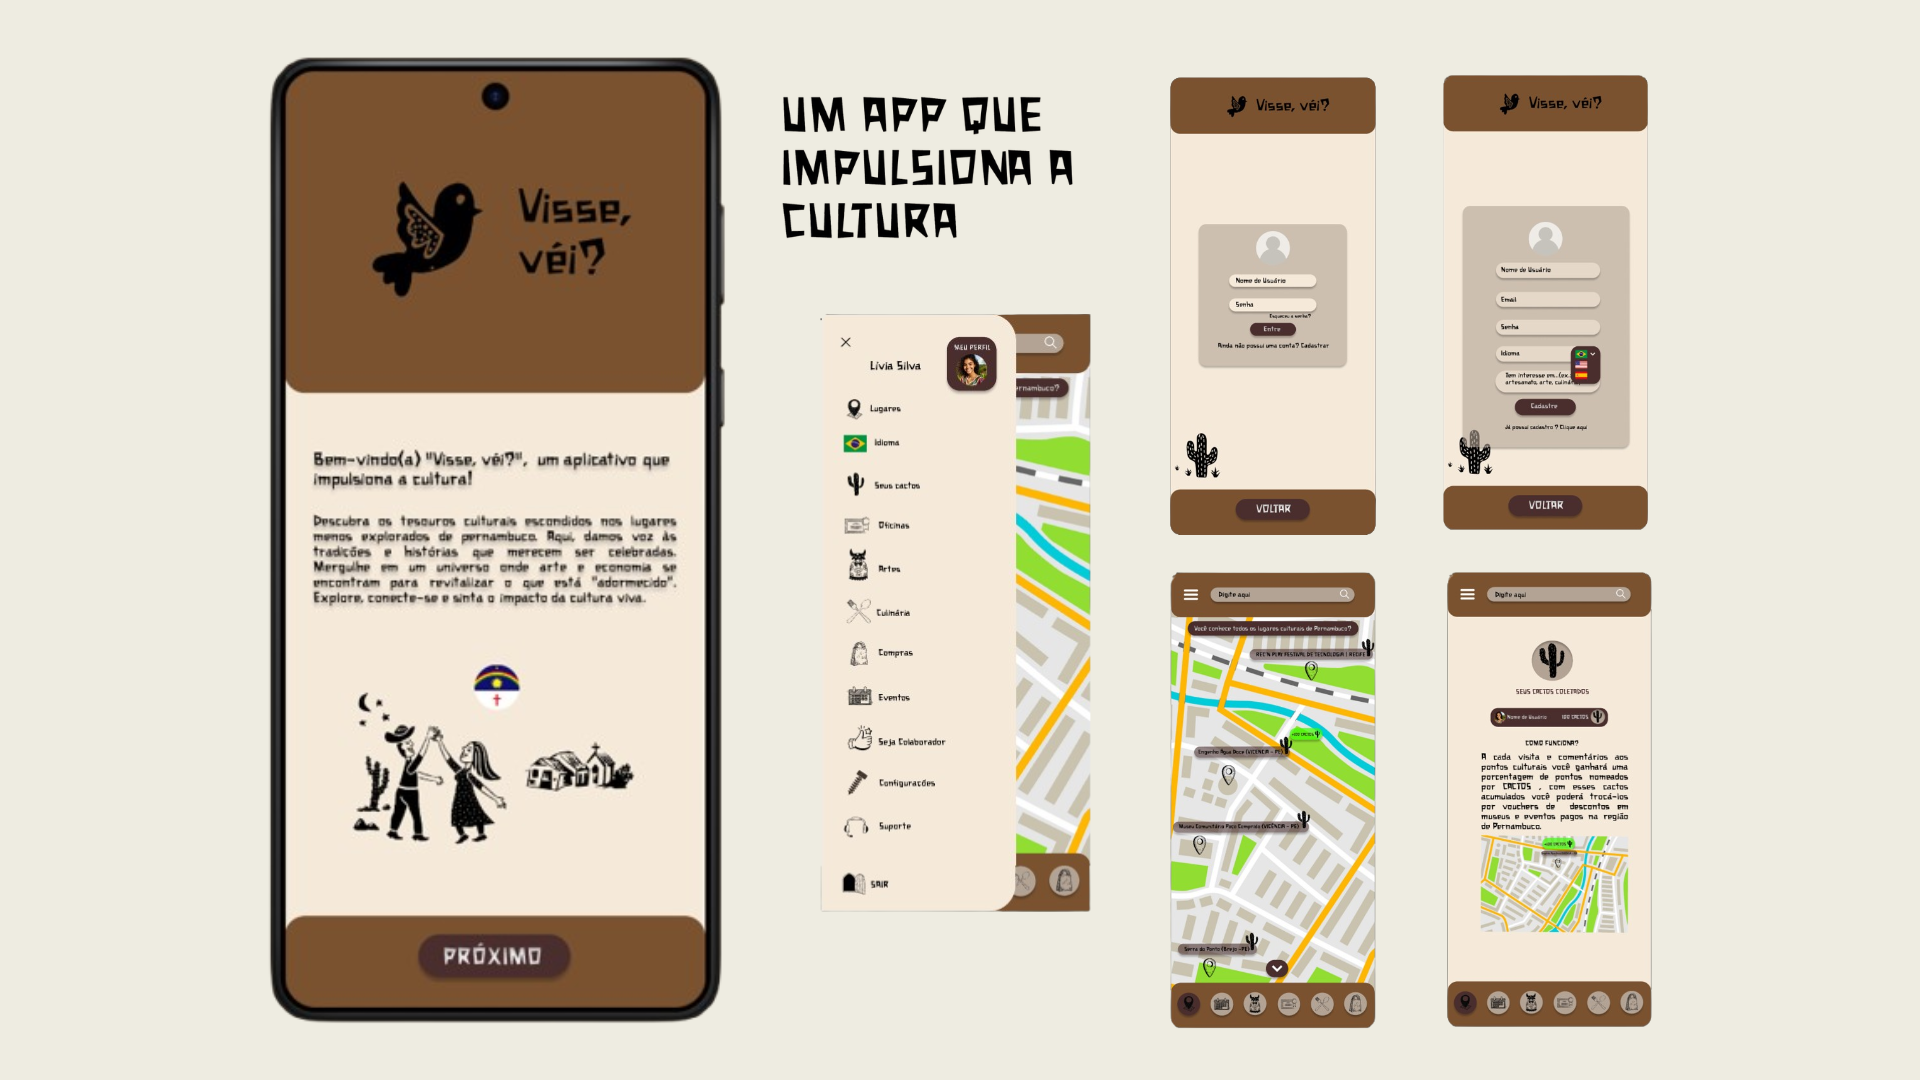 Visse,
véi?
Bem-vindo(a) "Visse, véi?", um aplicativo que
impulsiona a cultura!
Descubra os tesouros culturais escondidos nos lugares
menos explorados de pernambuco. Aqui, damos voz às
tradições e histórias que merecem ser celebradas.
Mergulhe em um universo onde arte e economia se
encontram para revitalizar o que está "adormecido".
Explore, conecte-se e sinta o impacto da cultura viva.
PRÓXIMO
UM APP QUE
IMPULSIONA A
CULTURA
MEU PERFIL
Lívia Silva
Lugares
Idioma
Seus cactos
Oficinas
Artes
Culinária
Compras
Eventos
Seja Colaborador
Configurações
Suporte
SAIR
ernambuco?
Visse, véi?
Nome de Usuário
Senha
Esqueceu a senha?
Entre
Ainda não possui uma conta? Cadastrar
VOLTAR
Visse, véi?
Nome de Usuário
Email
Senha
Idioma
Tem interesse em..(ex.
artesanato, arte, culinár
Cadastre
Já possui cadastro ? Clique aqui
VOLTAR
Digite aqui
Você conhece todos os lugares culturais de Pernambuco?
REC'N PLAY FESTIVAL DE TECNOLOGIA | RECIFE
+100 CACTOS
Engenho Água Doce (VICÊNCIA - PE)
Museu Comunitário Poço Comprido (VICÊNCIA - PE)
Serra do Ponto (Brejo -PE)
Digite aqui
SEUS CACTOS COLETADOS
Nome de Usuário
100 CACTOS
COMO FUNCIONA?
A cada visita e comentários aos
pontos culturais você ganhará uma
porcentagem de pontos nomeados
por CACTOS , com esses cactos
acumulados você poderá trocá-los
por vouchers de descontos em
museus e eventos pagos na região
de Pernambuco.
+100 CACTOS